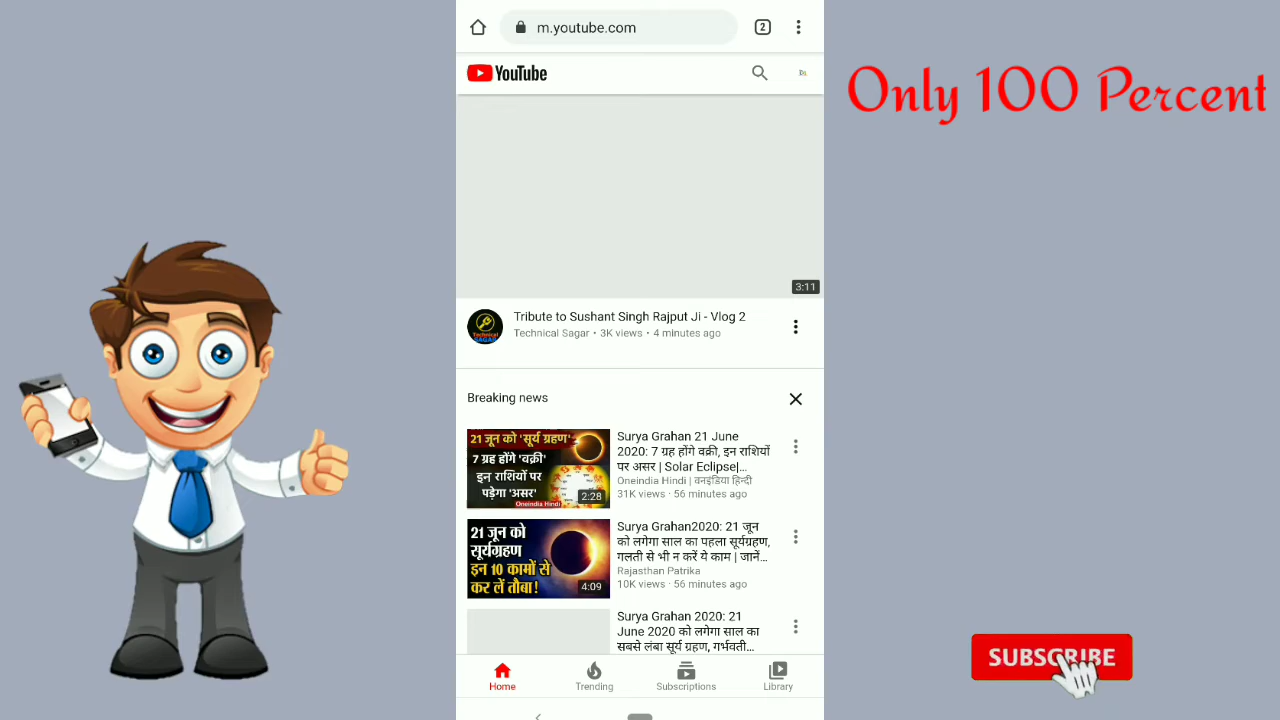 m.youtube.com
2
YouTube
Only 100 Percent
3:11
Tribute to Sushant Singh Rajput Ji - Vlog 2
Technical Sagar • 3K views • 4 minutes ago
Technical
SAGAR
Breaking news
21 जून को 'सूर्य ग्रहण'
7 ग्रह होंगे 'वक्री'
इन राशियों पर
पड़ेगा 'असर'
Oneindia Hindi
2:28
Surya Grahan 21 June
2020: 7 ग्रह होंगे वक्री, इन राशियों
पर असर | Solar Eclipse|...
Oneindia Hindi | वनइंडिया हिन्दी
31K views · 56 minutes ago
21 जून को
सूर्यग्रहण
इन 10 कामों से
कर लें तौबा!
4:09
Surya Grahan2020: 21 जून
को लगेगा साल का पहला सूर्यग्रहण,
गलती से भी न करें ये काम | जानें...
Rajasthan Patrika
10K views · 56 minutes ago
Surya Grahan 2020: 21
June 2020 को लगेगा साल का
सबसे लंबा सूर्य ग्रहण, गर्भवती...
Home
Trending
Subscriptions
Library
SUBSCRIBE